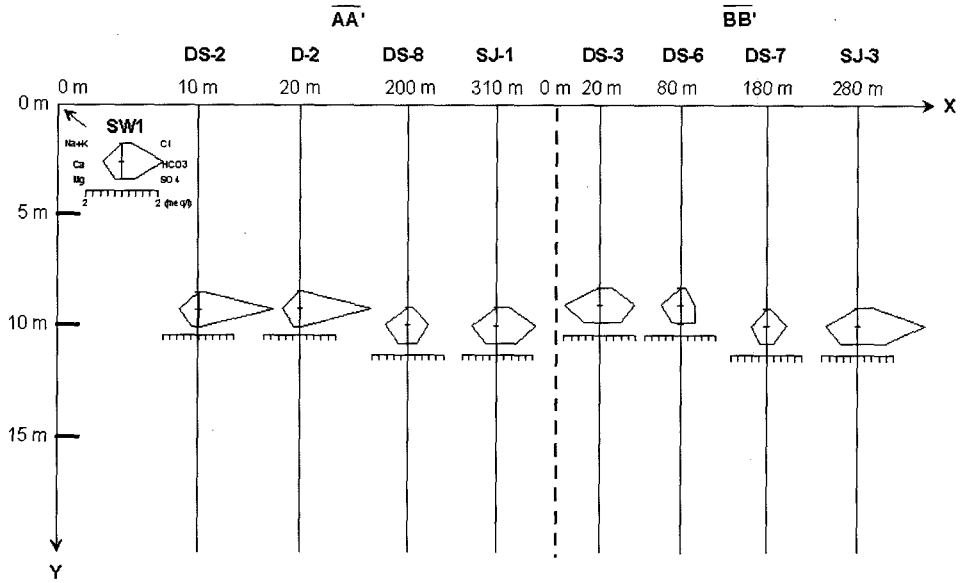 AA' BB'
DS-2 D-2 DS-8 SJ-1 DS-3 DS-6 DS-7 SJ-3
0 m 10 m 20 m 200 m 310 m 0 m 20 m 80 m 180 m 280 m
0 m X
SW1
Na+K Cl
Ca HCO3
Mg SO4
2 2 (meq/l)
5 m
10 m
15 m
Y